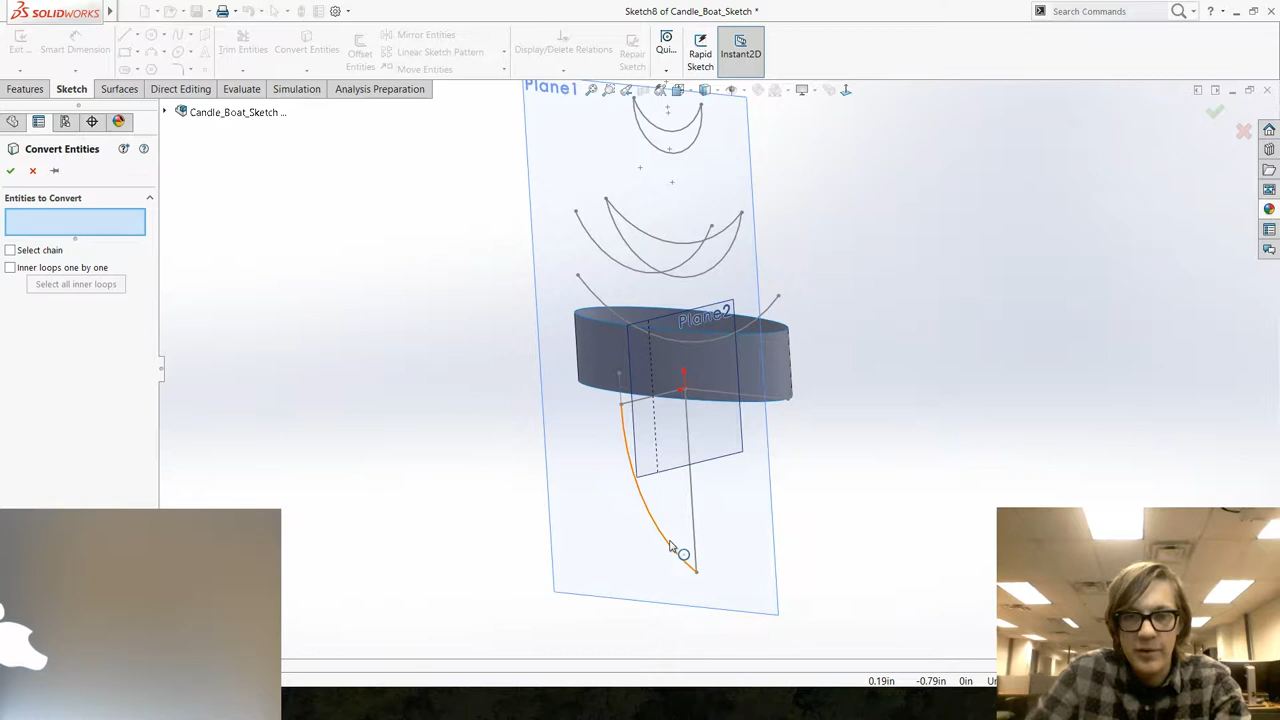 SOLIDWORKS
Sketch8 of Candle_Boat_Sketch *
Search Commands
Exit...
Smart Dimension
Trim Entities
Convert Entities
Offset
Entities
Mirror Entities
Linear Sketch Pattern
Move Entities
Display/Delete Relations
Repair
Sketch
Qui...
Rapid
Sketch
Instant2D
Features
Sketch
Surfaces
Direct Editing
Evaluate
Simulation
Analysis Preparation
Plane1
Candle_Boat_Sketch ...
Convert Entities
Entities to Convert
Select chain
Inner loops one by one
Select all inner loops
Plane2
0.19in
-0.79in
0in